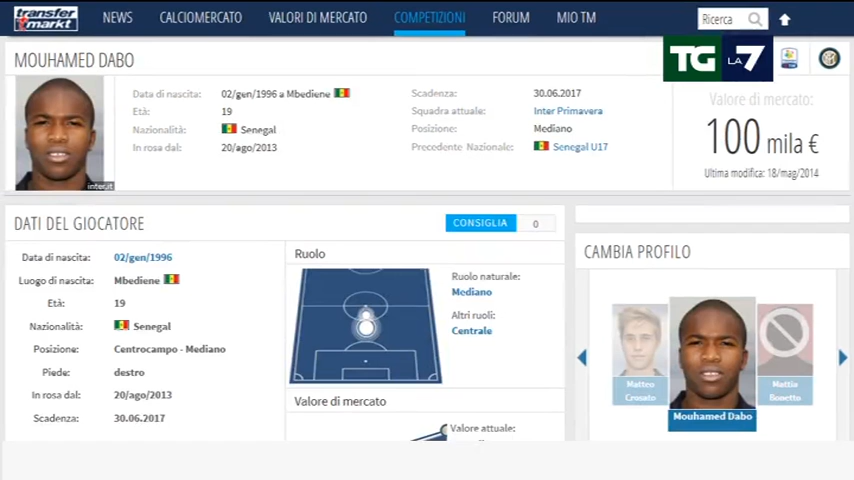 transfermarkt
NEWS
CALCIOMERCATO
VALORI DI MERCATO
COMPETIZIONI
FORUM
MIO TM
Ricerca
MOUHAMED DABO
TG LA7
Data di nascita: 02/gen/1996 a Mbediene
Età: 19
Nazionalità: Senegal
In rosa dal: 20/ago/2013
Scadenza: 30.06.2017
Squadra attuale: Inter Primavera
Posizione: Mediano
Precedente Nazionale: Senegal U17
Valore di mercato:
100 mila €
Ultima modifica: 18/mag/2014
inter.it
DATI DEL GIOCATORE
CONSIGLIA 0
Data di nascita: 02/gen/1996
Luogo di nascita: Mbediene
Età: 19
Nazionalità: Senegal
Posizione: Centrocampo - Mediano
Piede: destro
In rosa dal: 20/ago/2013
Scadenza: 30.06.2017
Ruolo
Ruolo naturale:
Mediano
Altri ruoli:
Centrale
Valore di mercato
Valore attuale:
CAMBIA PROFILO
Matteo
Crosato
Mouhamed Dabo
Mattia
Bonetto